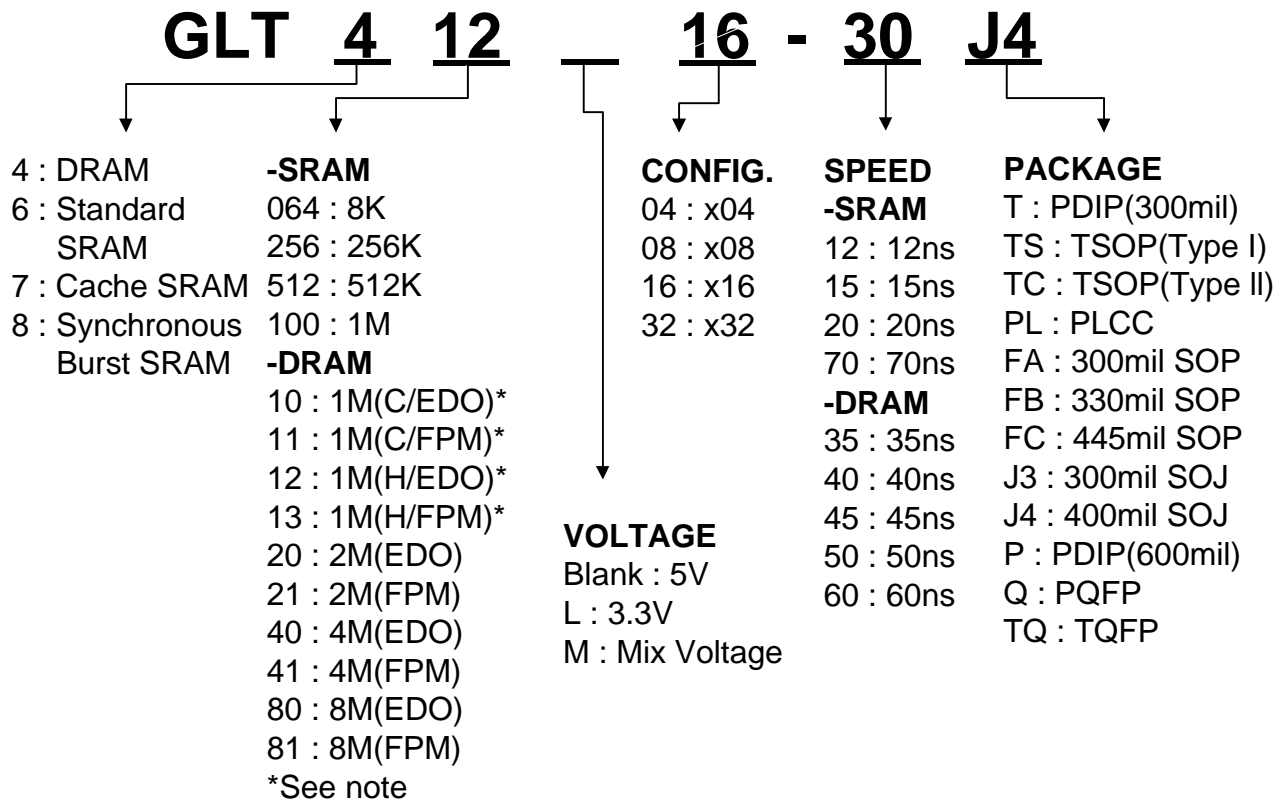 GLT 4 12 16 - 30 J4
4 : DRAM
6 : Standard
SRAM
7 : Cache SRAM
8 : Synchronous
Burst SRAM
-SRAM
064 : 8K
256 : 256K
512 : 512K
100 : 1M
-DRAM
10 : 1M(C/EDO)*
11 : 1M(C/FPM)*
12 : 1M(H/EDO)*
13 : 1M(H/FPM)*
20 : 2M(EDO)
21 : 2M(FPM)
40 : 4M(EDO)
41 : 4M(FPM)
80 : 8M(EDO)
81 : 8M(FPM)
*See note
VOLTAGE
Blank : 5V
L : 3.3V
M : Mix Voltage
CONFIG.
04 : x04
08 : x08
16 : x16
32 : x32
SPEED
-SRAM
12 : 12ns
15 : 15ns
20 : 20ns
70 : 70ns
-DRAM
35 : 35ns
40 : 40ns
45 : 45ns
50 : 50ns
60 : 60ns
PACKAGE
T : PDIP(300mil)
TS : TSOP(Type I)
TC : TSOP(Type ll)
PL : PLCC
FA : 300mil SOP
FB : 330mil SOP
FC : 445mil SOP
J3 : 300mil SOJ
J4 : 400mil SOJ
P : PDIP(600mil)
Q : PQFP
TQ : TQFP